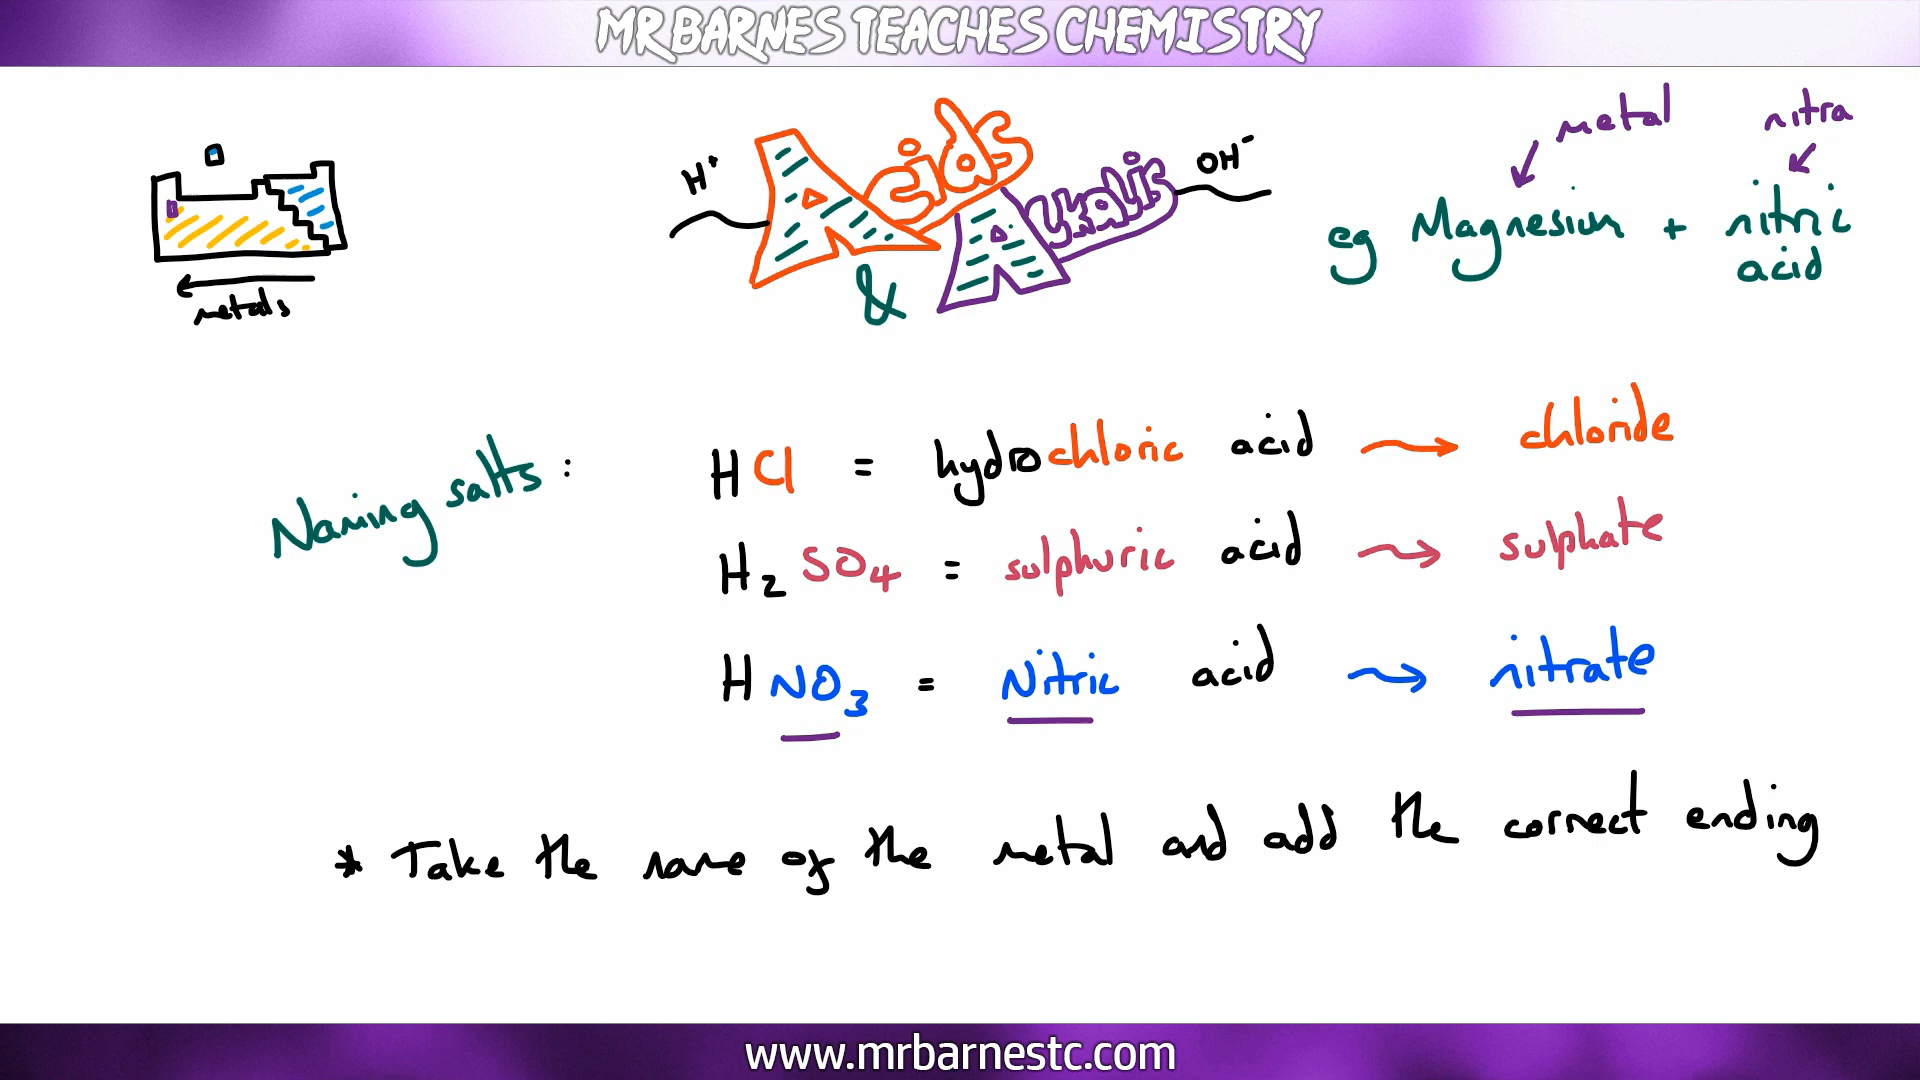 MR BARNES TEACHES CHEMISTRY
metals
H⁺
Acids
&
Alkalis
OH⁻
metal
nitra
eg Magnesium + nitric
acid
Naming salts :
HCl = hydrochloric acid → chloride
H₂SO₄ = sulphuric acid → sulphate
HNO₃ = Nitric acid → nitrate
* Take the name of the metal and add the correct ending
www.mrbarnestc.com